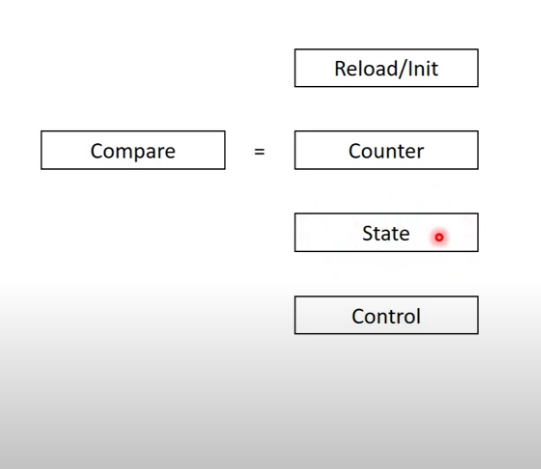 Reload/Init
Compare = Counter
State
Control